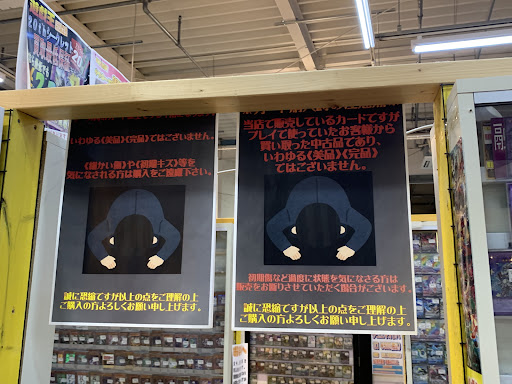 いわゆる《美品》《完品》ではございません。
《細かい傷》や《初期キズ》等を
気になされる方は購入をご遠慮下さい。
誠に恐縮ですが以上の点をご理解の上
ご購入の方よろしくお願い申し上げます。
当店で販売しているカードですが
プレイで使っていたお客様から
買い取った中古品であり、
いわゆる《美品》《完品》
ではございません。
初期傷など過度に状態を気になさる方は
販売をお断りさせていただく場合がございます。
誠に恐縮ですが以上の点をご理解の上
ご購入の方よろしくお願い申し上げます。